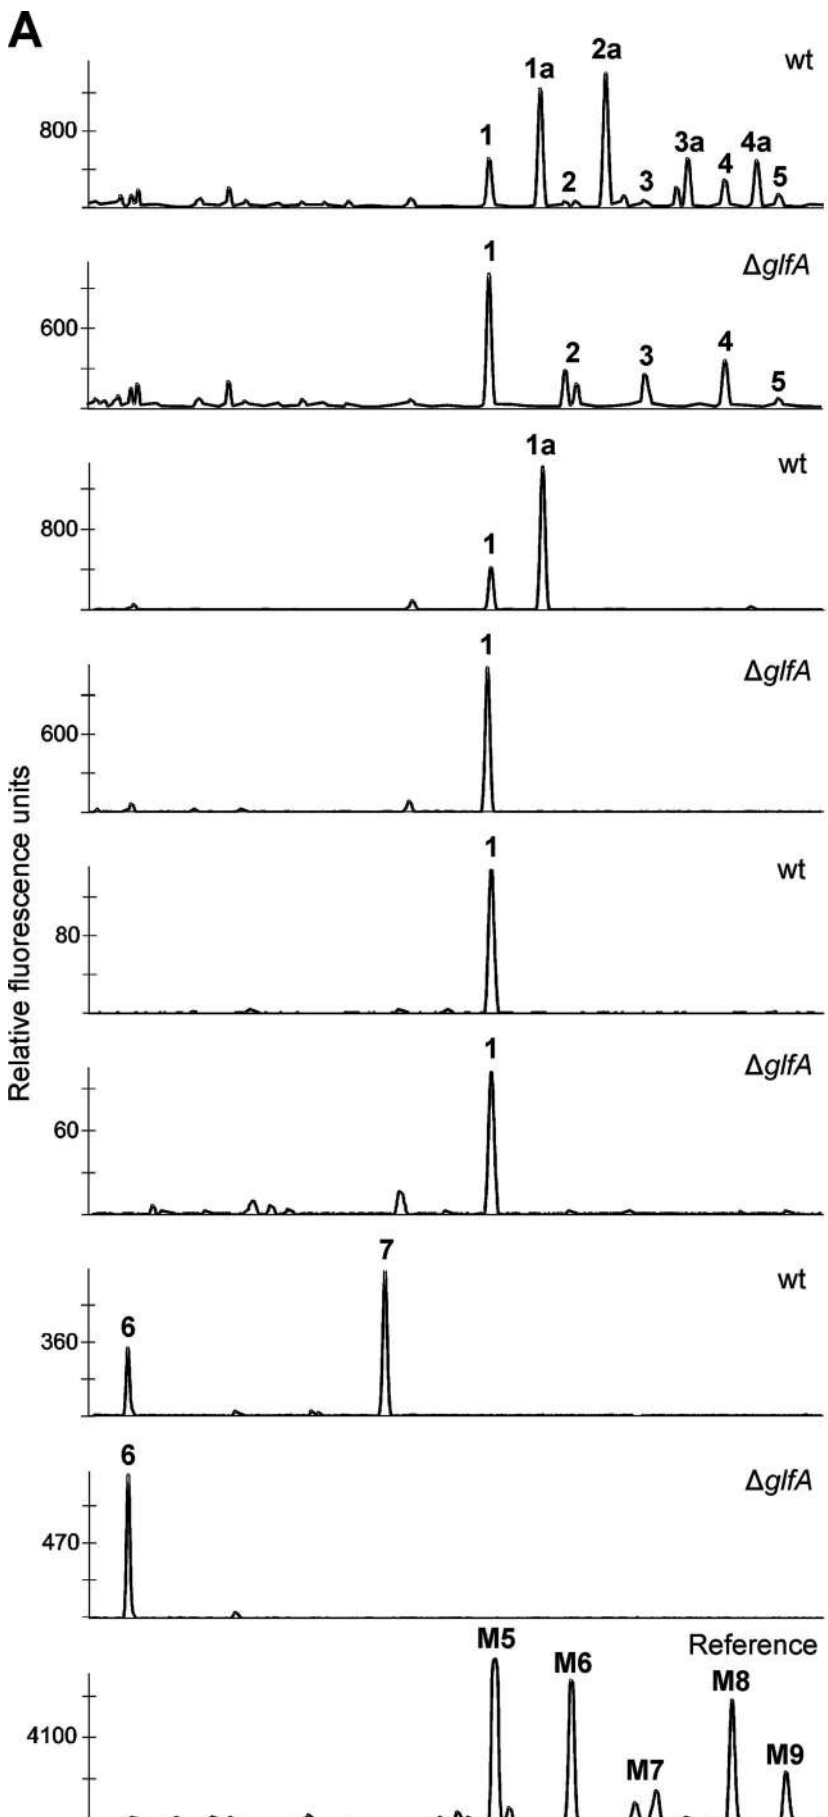 A
wt
800
1
1a
2
2a
3
3a
4
4a
5
ΔglfA
600
1
2
3
4
5
wt
800
1
1a
ΔglfA
600
1
wt
80
1
ΔglfA
60
1
wt
360
6
7
ΔglfA
470
6
Reference
4100
M5
M6
M7
M8
M9
Relative fluorescence units